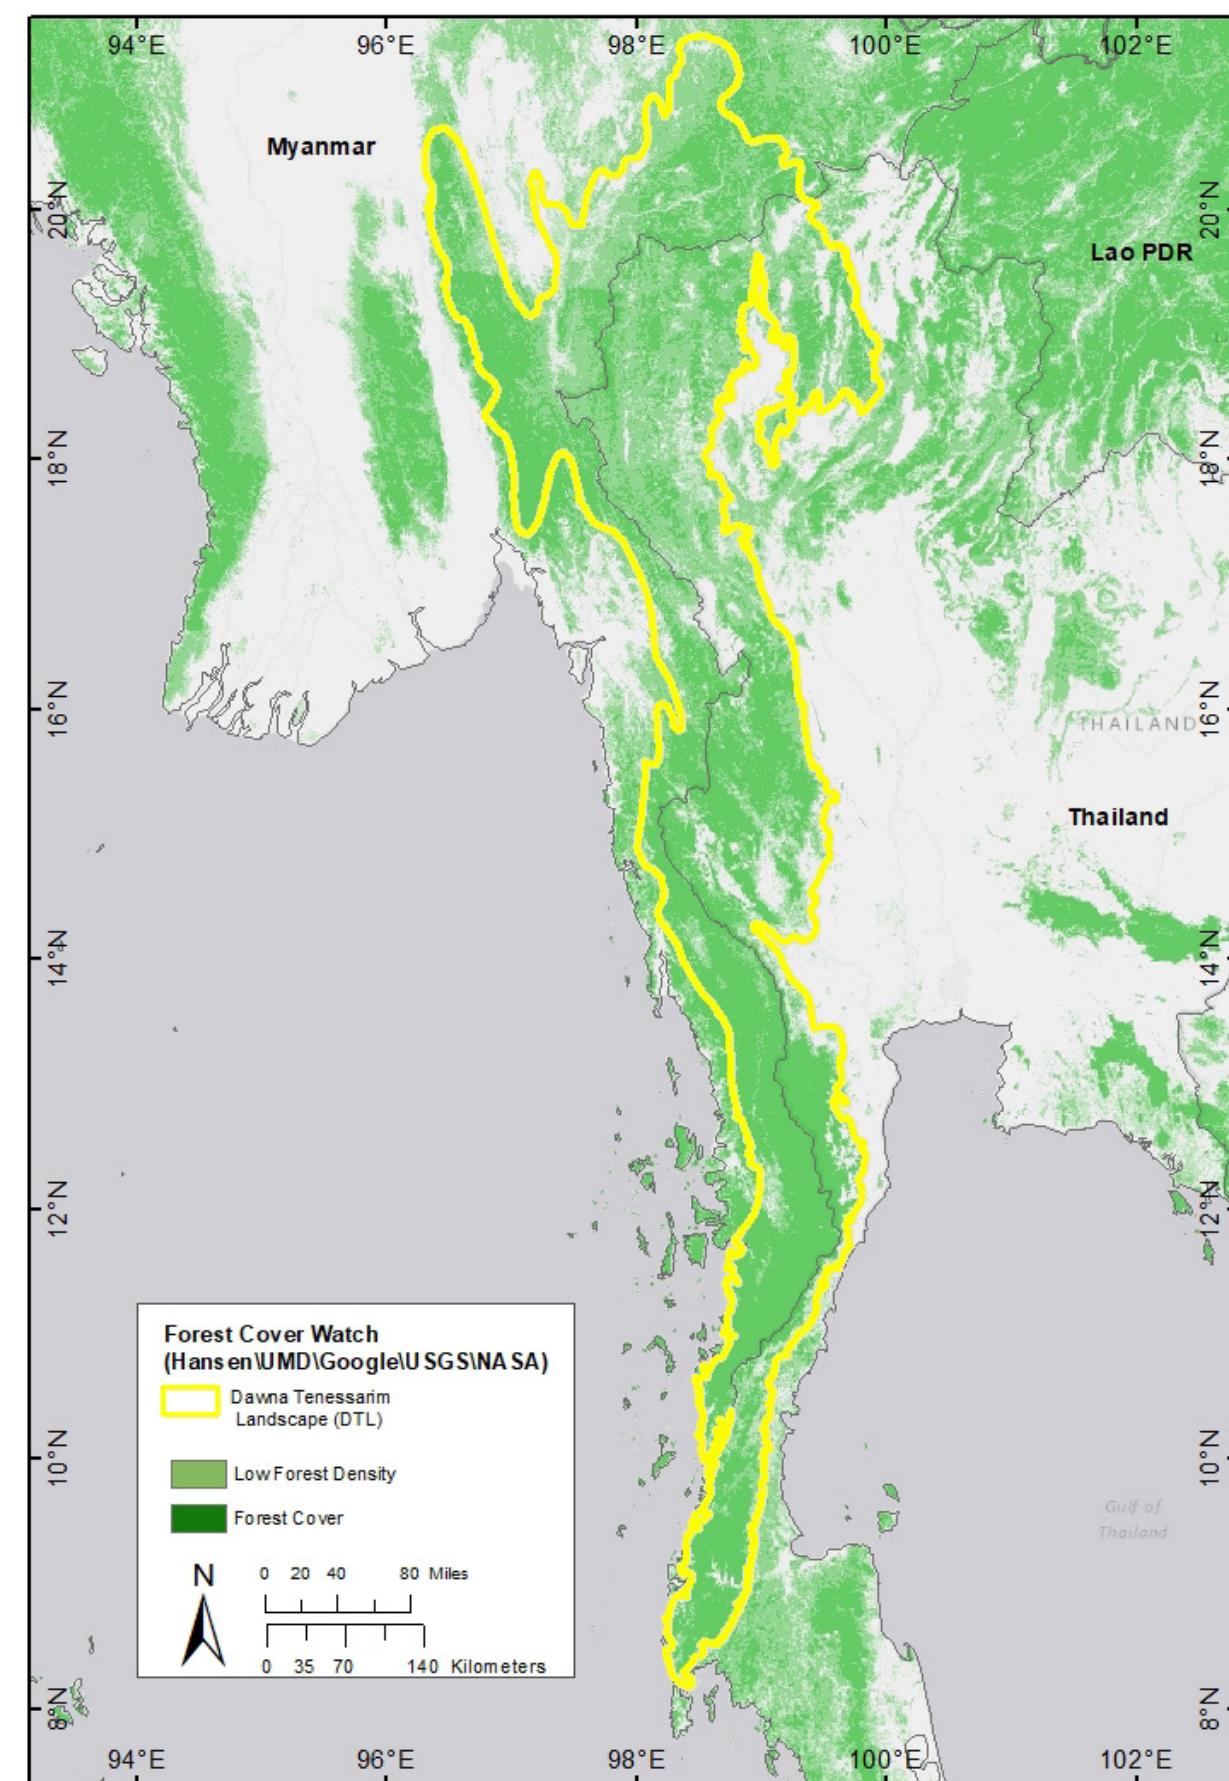 94°E 96°E 98°E 100°E 102°E
Myanmar
20°N 20°N
Lao PDR
18°N 18°N
16°N 16°N
THAILAND
Thailand
14°N 14°N
12°N 12°N
Forest Cover Watch
(Hansen\UMD\Google\USGS\NASA)
Dawna Tenessarim
Landscape (DTL)
10°N 10°N
Low Forest Density
Gulf of
Thailand
Forest Cover
N
0 20 40 80 Miles
0 35 70 140 Kilometers
8°N 8°N
94°E 96°E 98°E 100°E 102°E